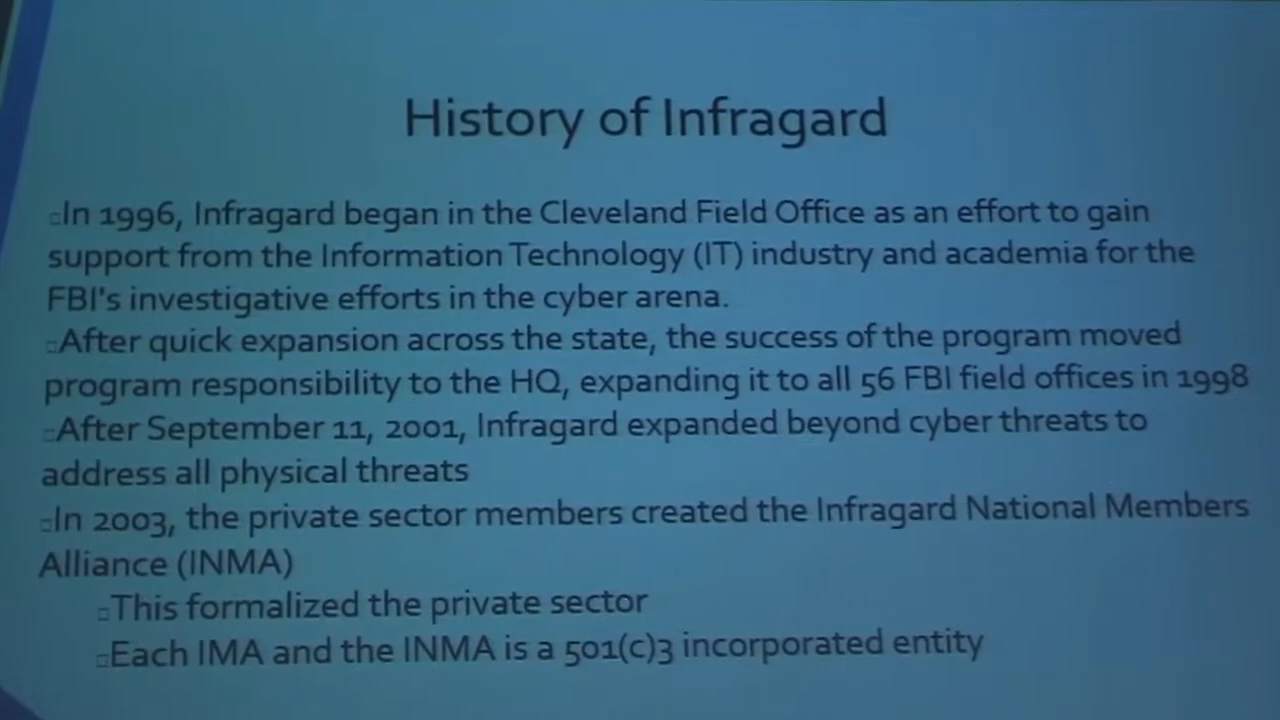 History of Infragard
In 1996, Infragard began in the Cleveland Field Office as an effort to gain
support from the Information Technology (IT) industry and academia for the
FBI's investigative efforts in the cyber arena.
After quick expansion across the state, the success of the program moved
program responsibility to the HQ, expanding it to all 56 FBI field offices in 1998
After September 11, 2001, Infragard expanded beyond cyber threats to
address all physical threats
In 2003, the private sector members created the Infragard National Members
Alliance (INMA)
This formalized the private sector
Each IMA and the INMA is a 501(c)3 incorporated entity